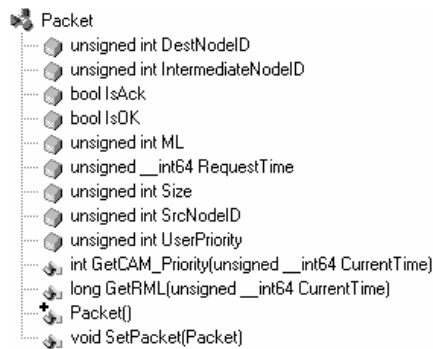 Packet
unsigned int DestNodeID
unsigned int IntermediateNodeID
bool IsAck
bool IsOK
unsigned int ML
unsigned __int64 RequestTime
unsigned int Size
unsigned int SrcNodeID
unsigned int UserPriority
int GetCAM_Priority(unsigned __int64 CurrentTime)
long GetRML(unsigned __int64 CurrentTime)
Packet()
void SetPacket(Packet)